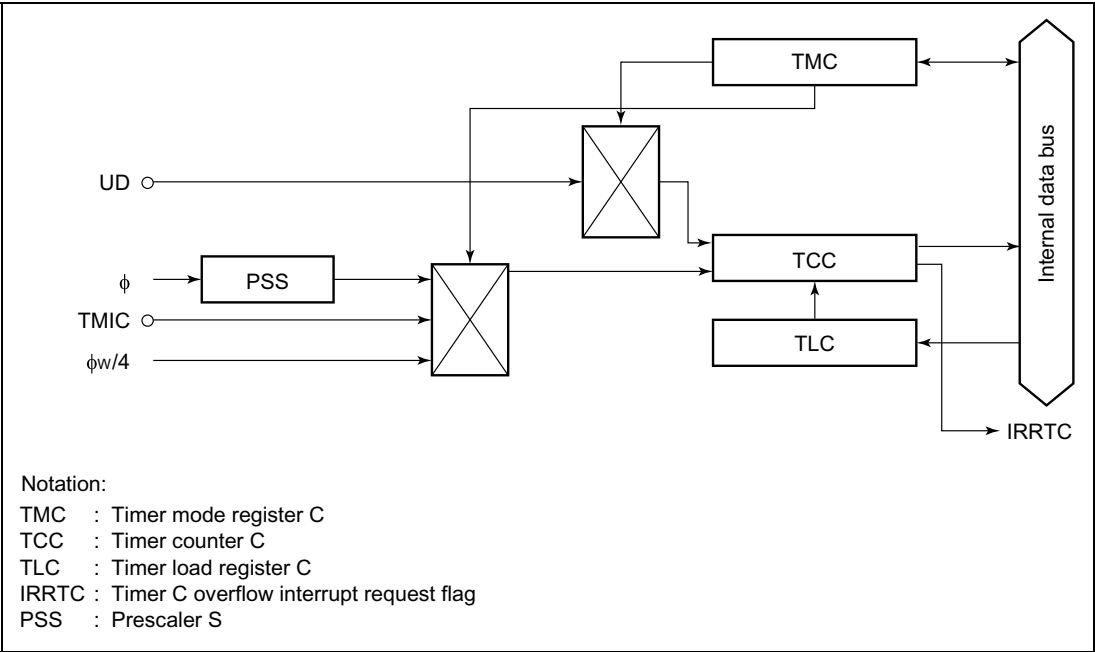 TMC
UD
TCC
Internal data bus
ϕ
PSS
TMIC
TLC
ϕW/4
IRRTC
Notation:
TMC : Timer mode register C
TCC : Timer counter C
TLC : Timer load register C
IRRTC : Timer C overflow interrupt request flag
PSS : Prescaler S